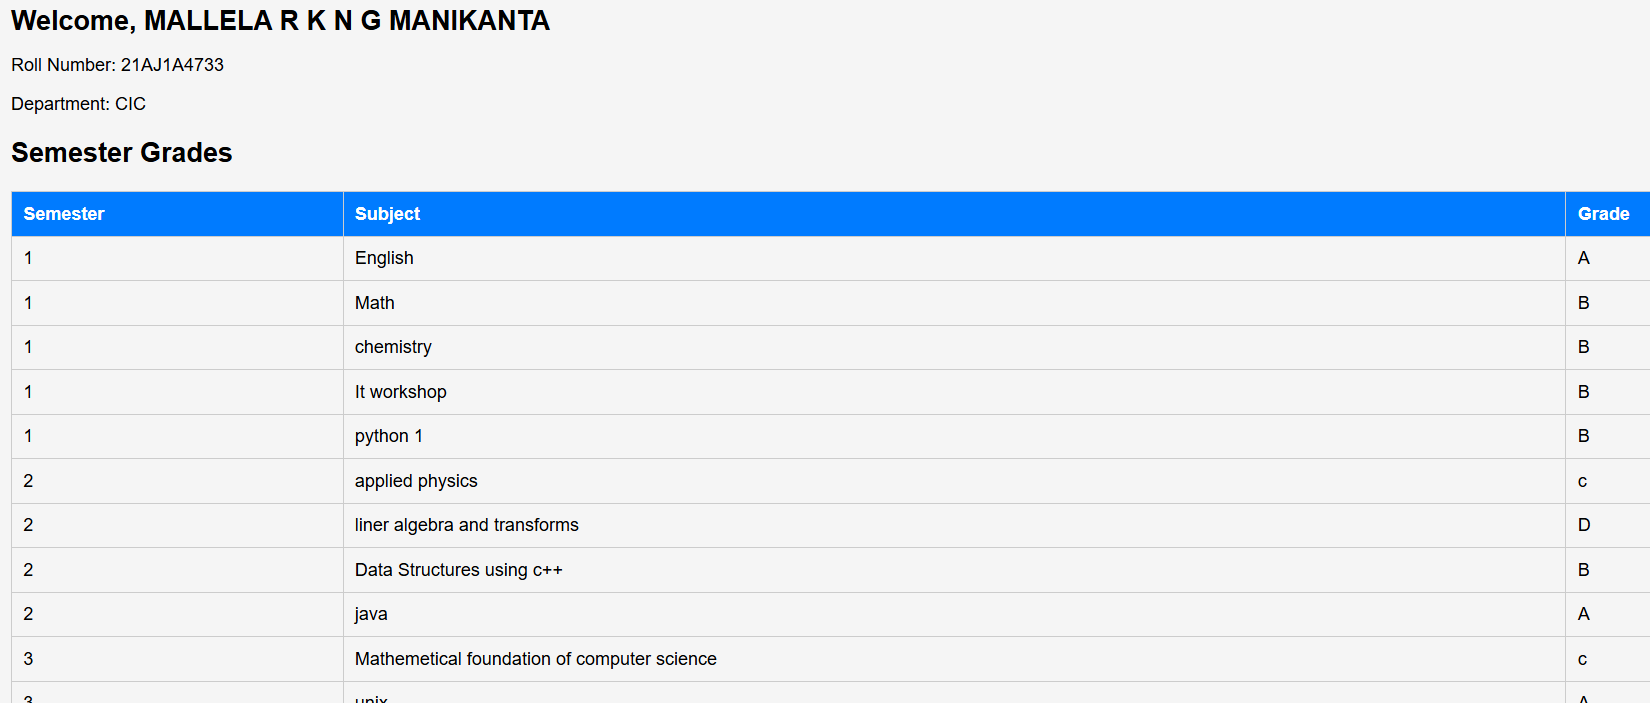 Welcome, MALLELA R K N G MANIKANTA
Roll Number: 21AJ1A4733
Department: CIC
Semester Grades
Semester Subject Grade
1 English A
1 Math B
1 chemistry B
1 It workshop B
1 python 1 B
2 applied physics c
2 liner algebra and transforms D
2 Data Structures using c++ B
2 java A
3 Mathemetical foundation of computer science c
3 unix A